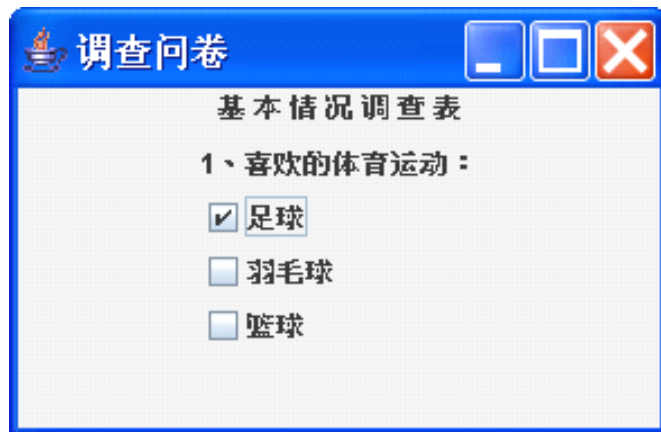 调查问卷
基本情况调查表
1、喜欢的体育运动：
足球
羽毛球
篮球